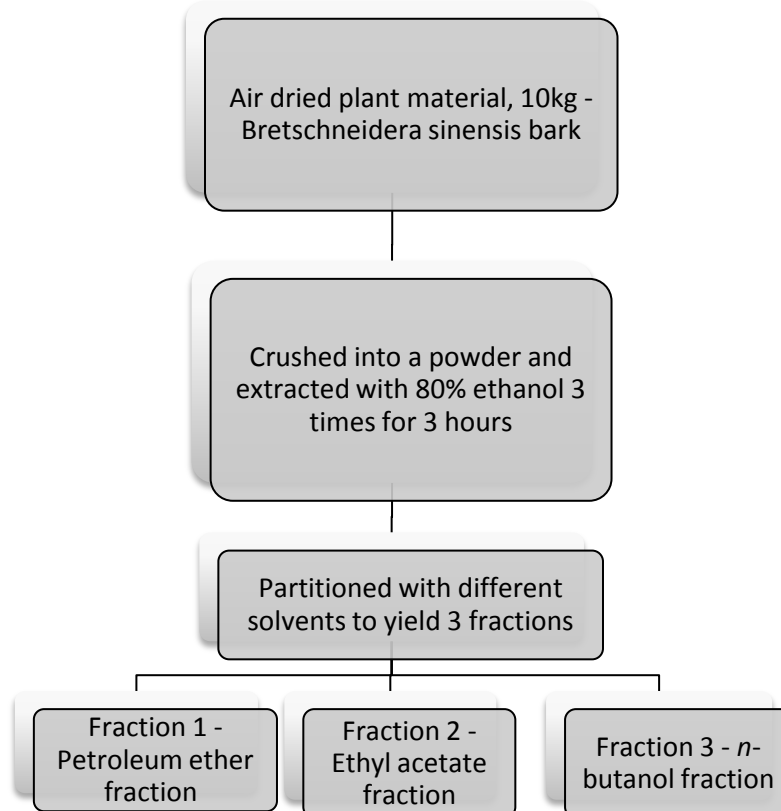 Air dried plant material, 10kg -
Bretschneidera sinensis bark
Crushed into a powder and
extracted with 80% ethanol 3
times for 3 hours
Partitioned with different
solvents to yield 3 fractions
Fraction 1 -
Petroleum ether
fraction
Fraction 2 -
Ethyl acetate
fraction
Fraction 3 - n-
butanol fraction